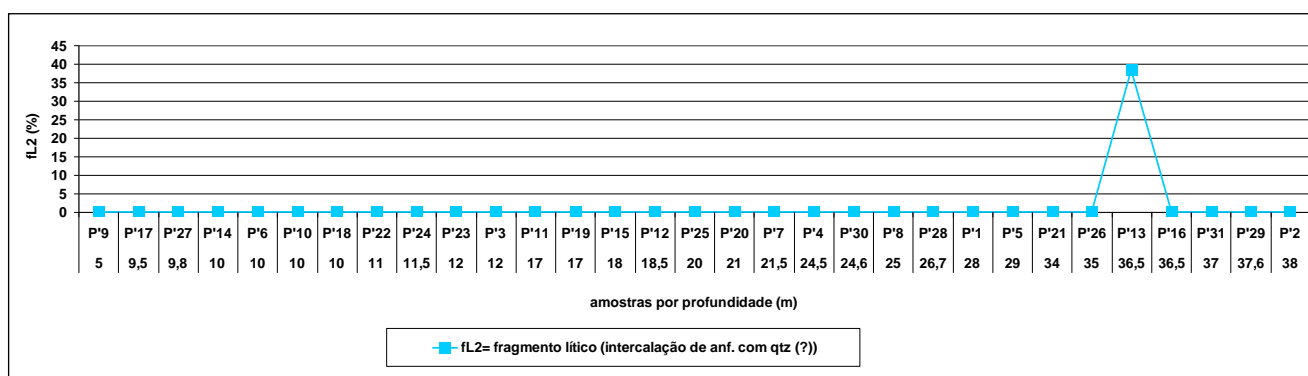 45
40
35
30
25
20
15
10
5
0
fL2 (%)
P'9 P'17 P'27 P'14 P'6 P'10 P'18 P'22 P'24 P'23 P'3 P'11 P'19 P'15 P'12 P'25 P'20 P'7 P'4 P'30 P'8 P'28 P'1 P'5 P'21 P'26 P'13 P'16 P'31 P'29 P'2
5 9,5 9,8 10 10 10 10 11 11,5 12 12 17 17 18 18,5 20 21 21,5 24,5 24,6 25 26,7 28 29 34 35 36,5 36,5 37 37,6 38
amostras por profundidade (m)
fL2= fragmento lítico (intercalação de anf. com qtz (?))